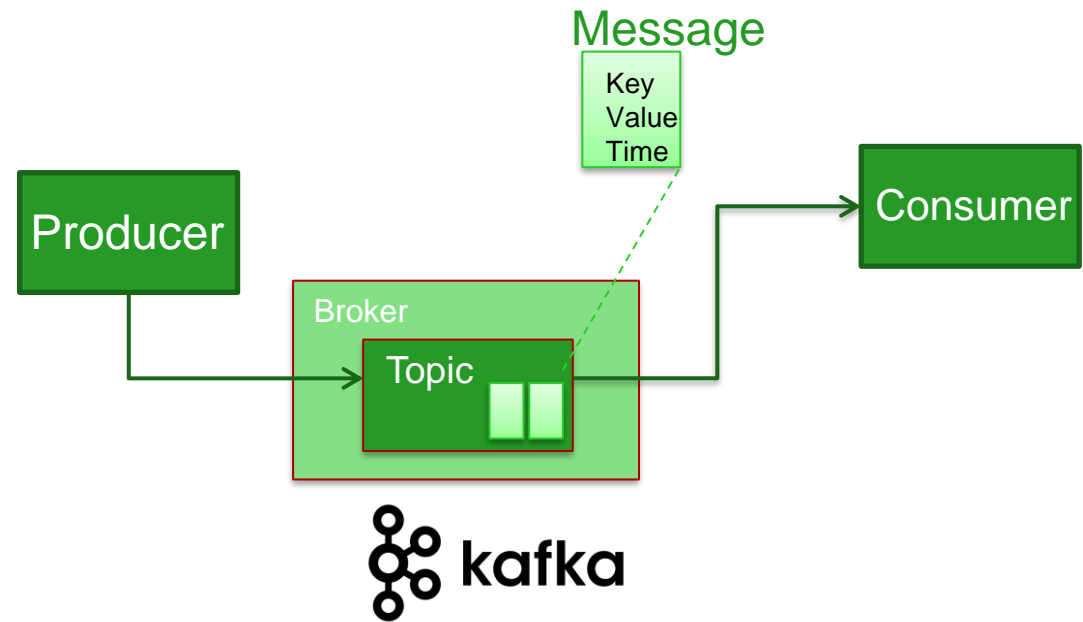 Message
Key
Value
Time
Producer
Consumer
Broker
Topic
kafka